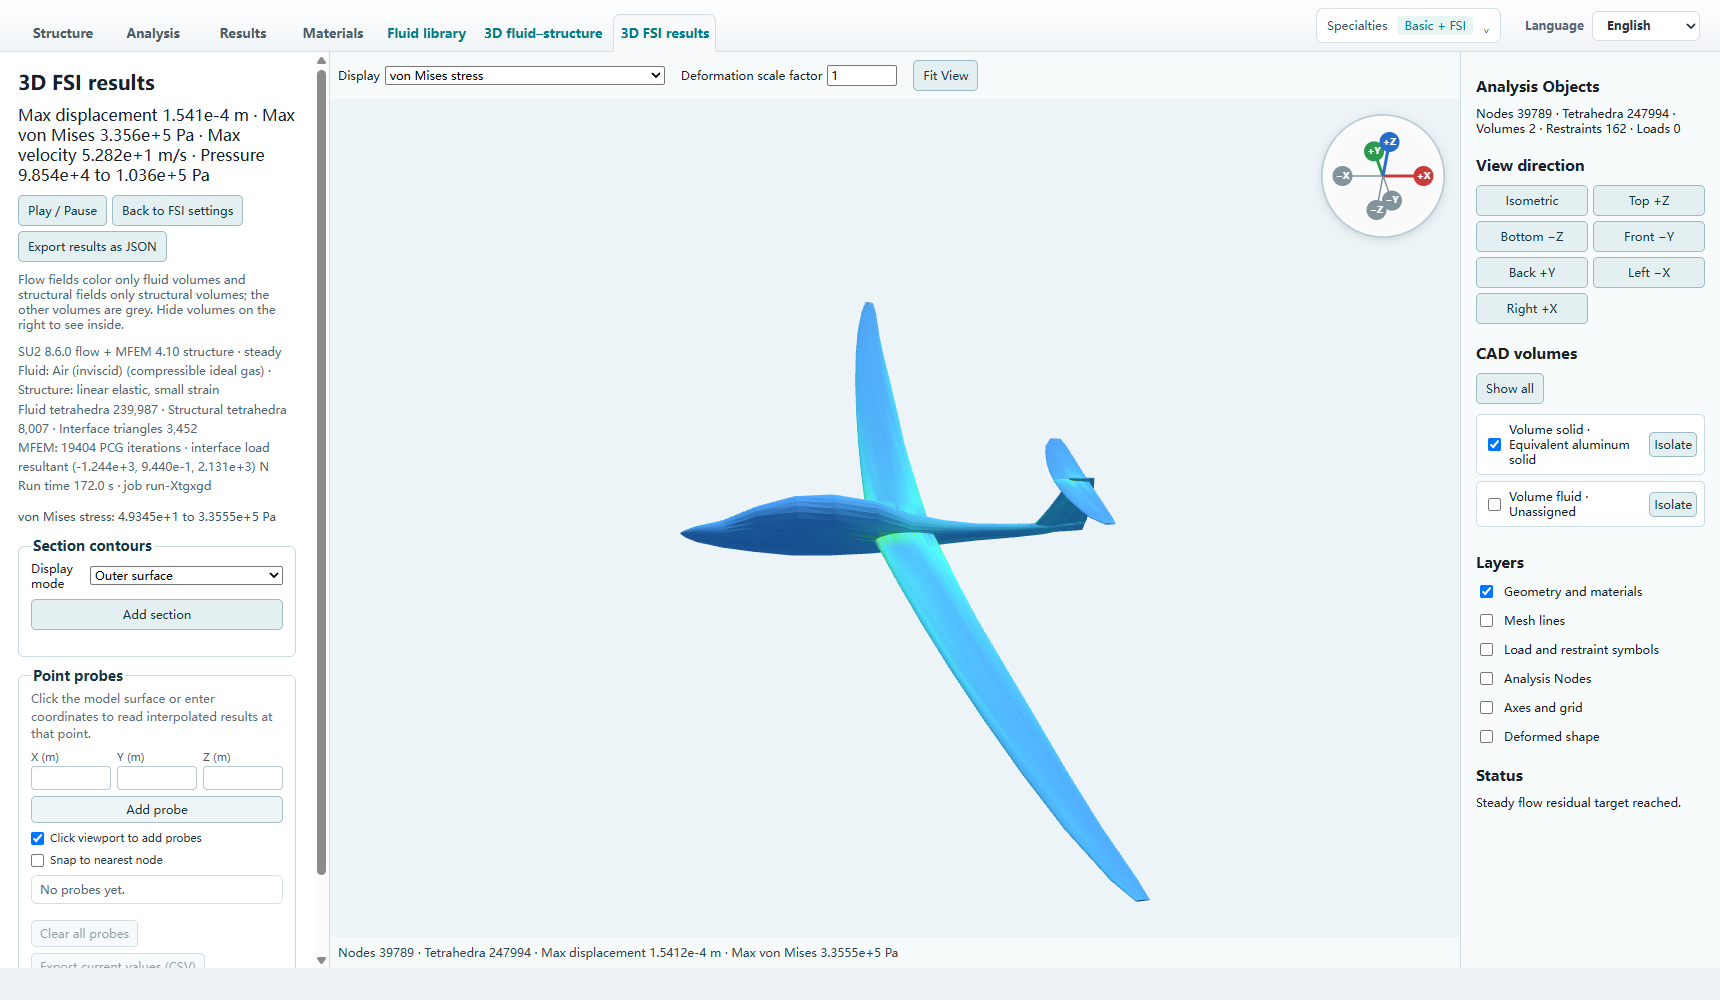 Structure
Analysis
Results
Materials
Fluid library
3D fluid–structure
3D FSI results
Specialties
Basic + FSI
Language
English
3D FSI results
Max displacement 1.541e-4 m · Max
von Mises 3.356e+5 Pa · Max
velocity 5.282e+1 m/s · Pressure
9.854e+4 to 1.036e+5 Pa
Play / Pause
Back to FSI settings
Export results as JSON
Flow fields color only fluid volumes and
structural fields only structural volumes; the
other volumes are grey. Hide volumes on the
right to see inside.
SU2 8.6.0 flow + MFEM 4.10 structure · steady
Fluid: Air (inviscid) (compressible ideal gas) ·
Structure: linear elastic, small strain
Fluid tetrahedra 239,987 · Structural tetrahedra
8,007 · Interface triangles 3,452
MFEM: 19404 PCG iterations · interface load
resultant (-1.244e+3, 9.440e-1, 2.131e+3) N
Run time 172.0 s · job run-Xtgxgd
von Mises stress: 4.9345e+1 to 3.3555e+5 Pa
Section contours
Display
mode
Outer surface
Add section
Point probes
Click the model surface or enter
coordinates to read interpolated results at
that point.
X (m)
Y (m)
Z (m)
Add probe
Click viewport to add probes
Snap to nearest node
No probes yet.
Clear all probes
Export current values (CSV)
Display
von Mises stress
Deformation scale factor
1
Fit View
+Z
+Y
−X
+X
−Y
−Z
Nodes 39789 · Tetrahedra 247994 · Max displacement 1.5412e-4 m · Max von Mises 3.3555e+5 Pa
Analysis Objects
Nodes 39789 · Tetrahedra 247994 ·
Volumes 2 · Restraints 162 · Loads 0
View direction
Isometric
Top +Z
Bottom −Z
Front −Y
Back +Y
Left −X
Right +X
CAD volumes
Show all
Volume solid ·
Equivalent aluminum
solid
Isolate
Volume fluid ·
Unassigned
Isolate
Layers
Geometry and materials
Mesh lines
Load and restraint symbols
Analysis Nodes
Axes and grid
Deformed shape
Status
Steady flow residual target reached.